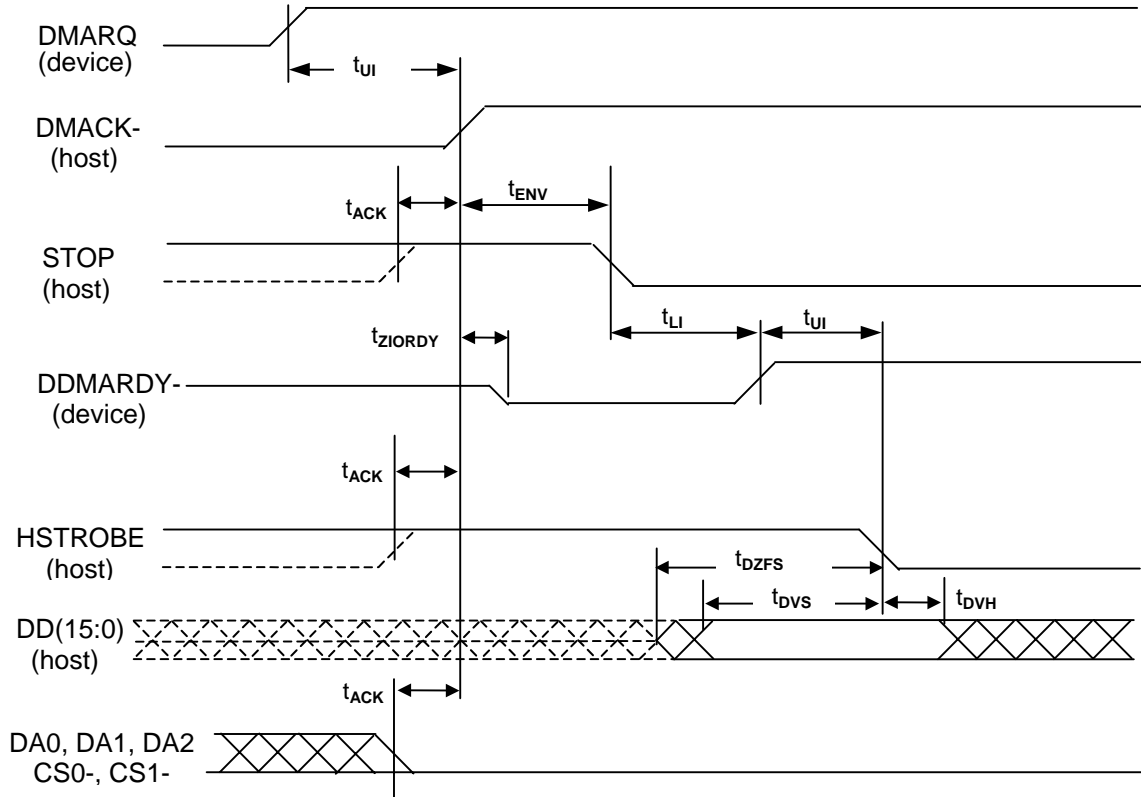 DMARQ
(device)
tUI
DMACK-
(host)
tACK
tENV
STOP
(host)
tZIORDY
tLI
tUI
DDMARDY-
(device)
tACK
HSTROBE
(host)
tDZFS
tDVS
tDVH
DD(15:0)
(host)
tACK
DA0, DA1, DA2
CS0-, CS1-